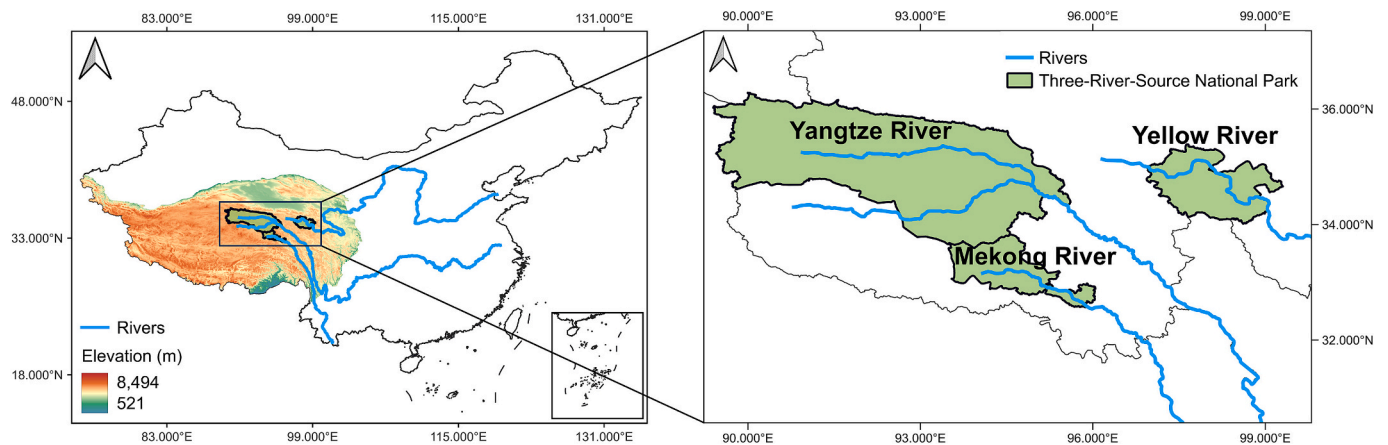 83.000°E 99.000°E 115.000°E 131.000°E
48.000°N
33.000°N
18.000°N
Rivers
Elevation (m)
8,494
521
83.000°E 99.000°E 115.000°E 131.000°E
90.000°E 93.000°E 96.000°E 99.000°E
Rivers
Three-River-Source National Park
36.000°N
34.000°N
32.000°N
Yangtze River
Yellow River
Mekong River
90.000°E 93.000°E 96.000°E 99.000°E